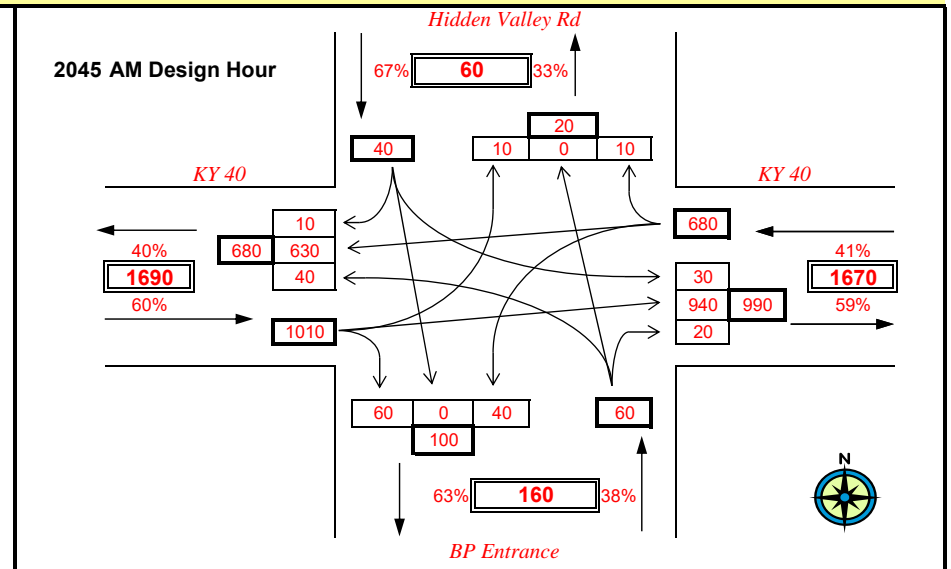 Hidden Valley Rd
2045 AM Design Hour
67% 60 33%
20
40 10 0 10
KY 40 KY 40
10 680
680 630
40% 41%
1690 40 30 1670
60% 940 990 59%
1010 20
60 0 40 60
100
63% 160 38%
N
BP Entrance